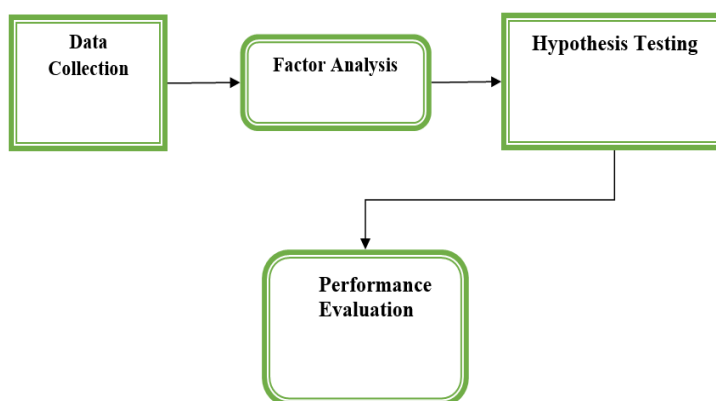 Data
Collection
Factor Analysis
Hypothesis Testing
Performance
Evaluation